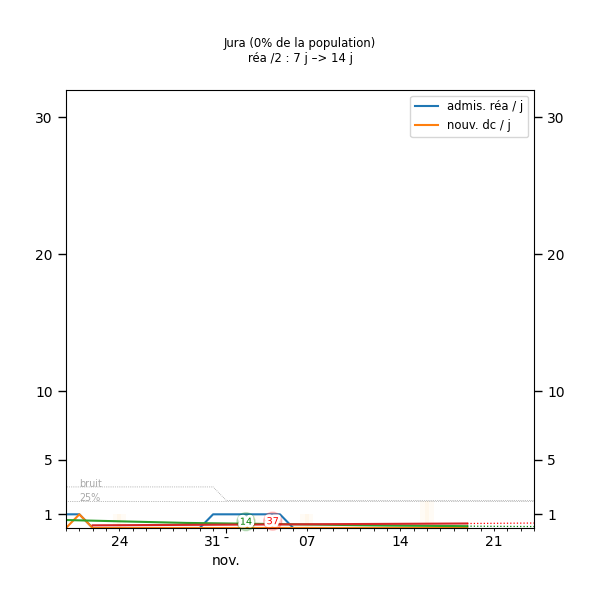 Jura (0% de la population)
réa /2 : 7 j –> 14 j
admis. réa / j
nouv. dc / j
30 30
20 20
10 10
5 5
bruit
25%
1 14 37 1
24 31 07 14 21
nov.